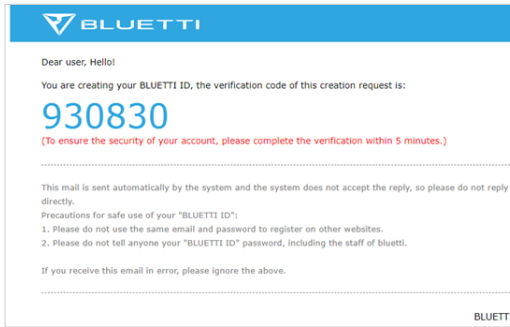 BLUETTI
Dear user, Hello!
You are creating your BLUETTI ID, the verification code of this creation request is:
930830
(To ensure the security of your account, please complete the verification within 5 minutes.)
This mail is sent automatically by the system and the system does not accept the reply, so please do not reply
directly.
Precautions for safe use of your "BLUETTI ID":
1. Please do not use the same email and password to register on other websites.
2. Please do not tell anyone your "BLUETTI ID" password, including the staff of bluetti.
If you receive this email in error, please ignore the above.
BLUETT